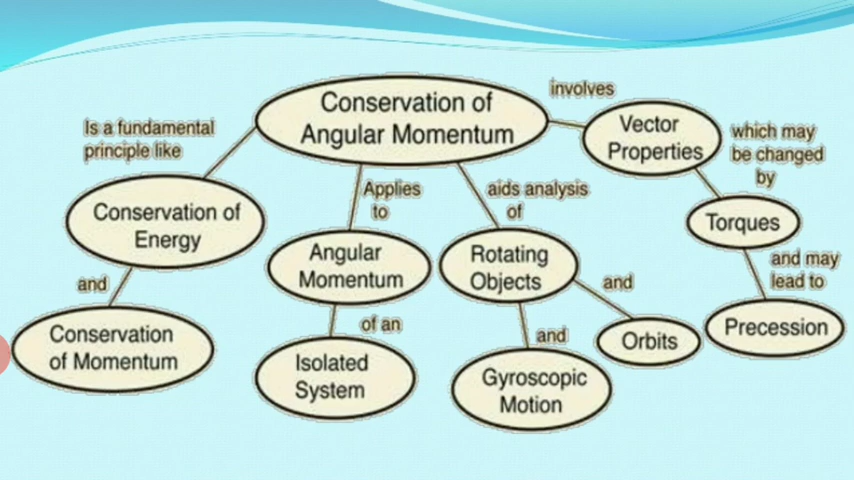 Conservation of
Angular Momentum
involves
Vector
Properties
which may
be changed
by
Torques
and may
lead to
Precession
Is a fundamental
principle like
Conservation of
Energy
and
Conservation
of Momentum
Applies
to
Angular
Momentum
of an
Isolated
System
aids analysis
of
Rotating
Objects
and
Gyroscopic
Motion
and
Orbits